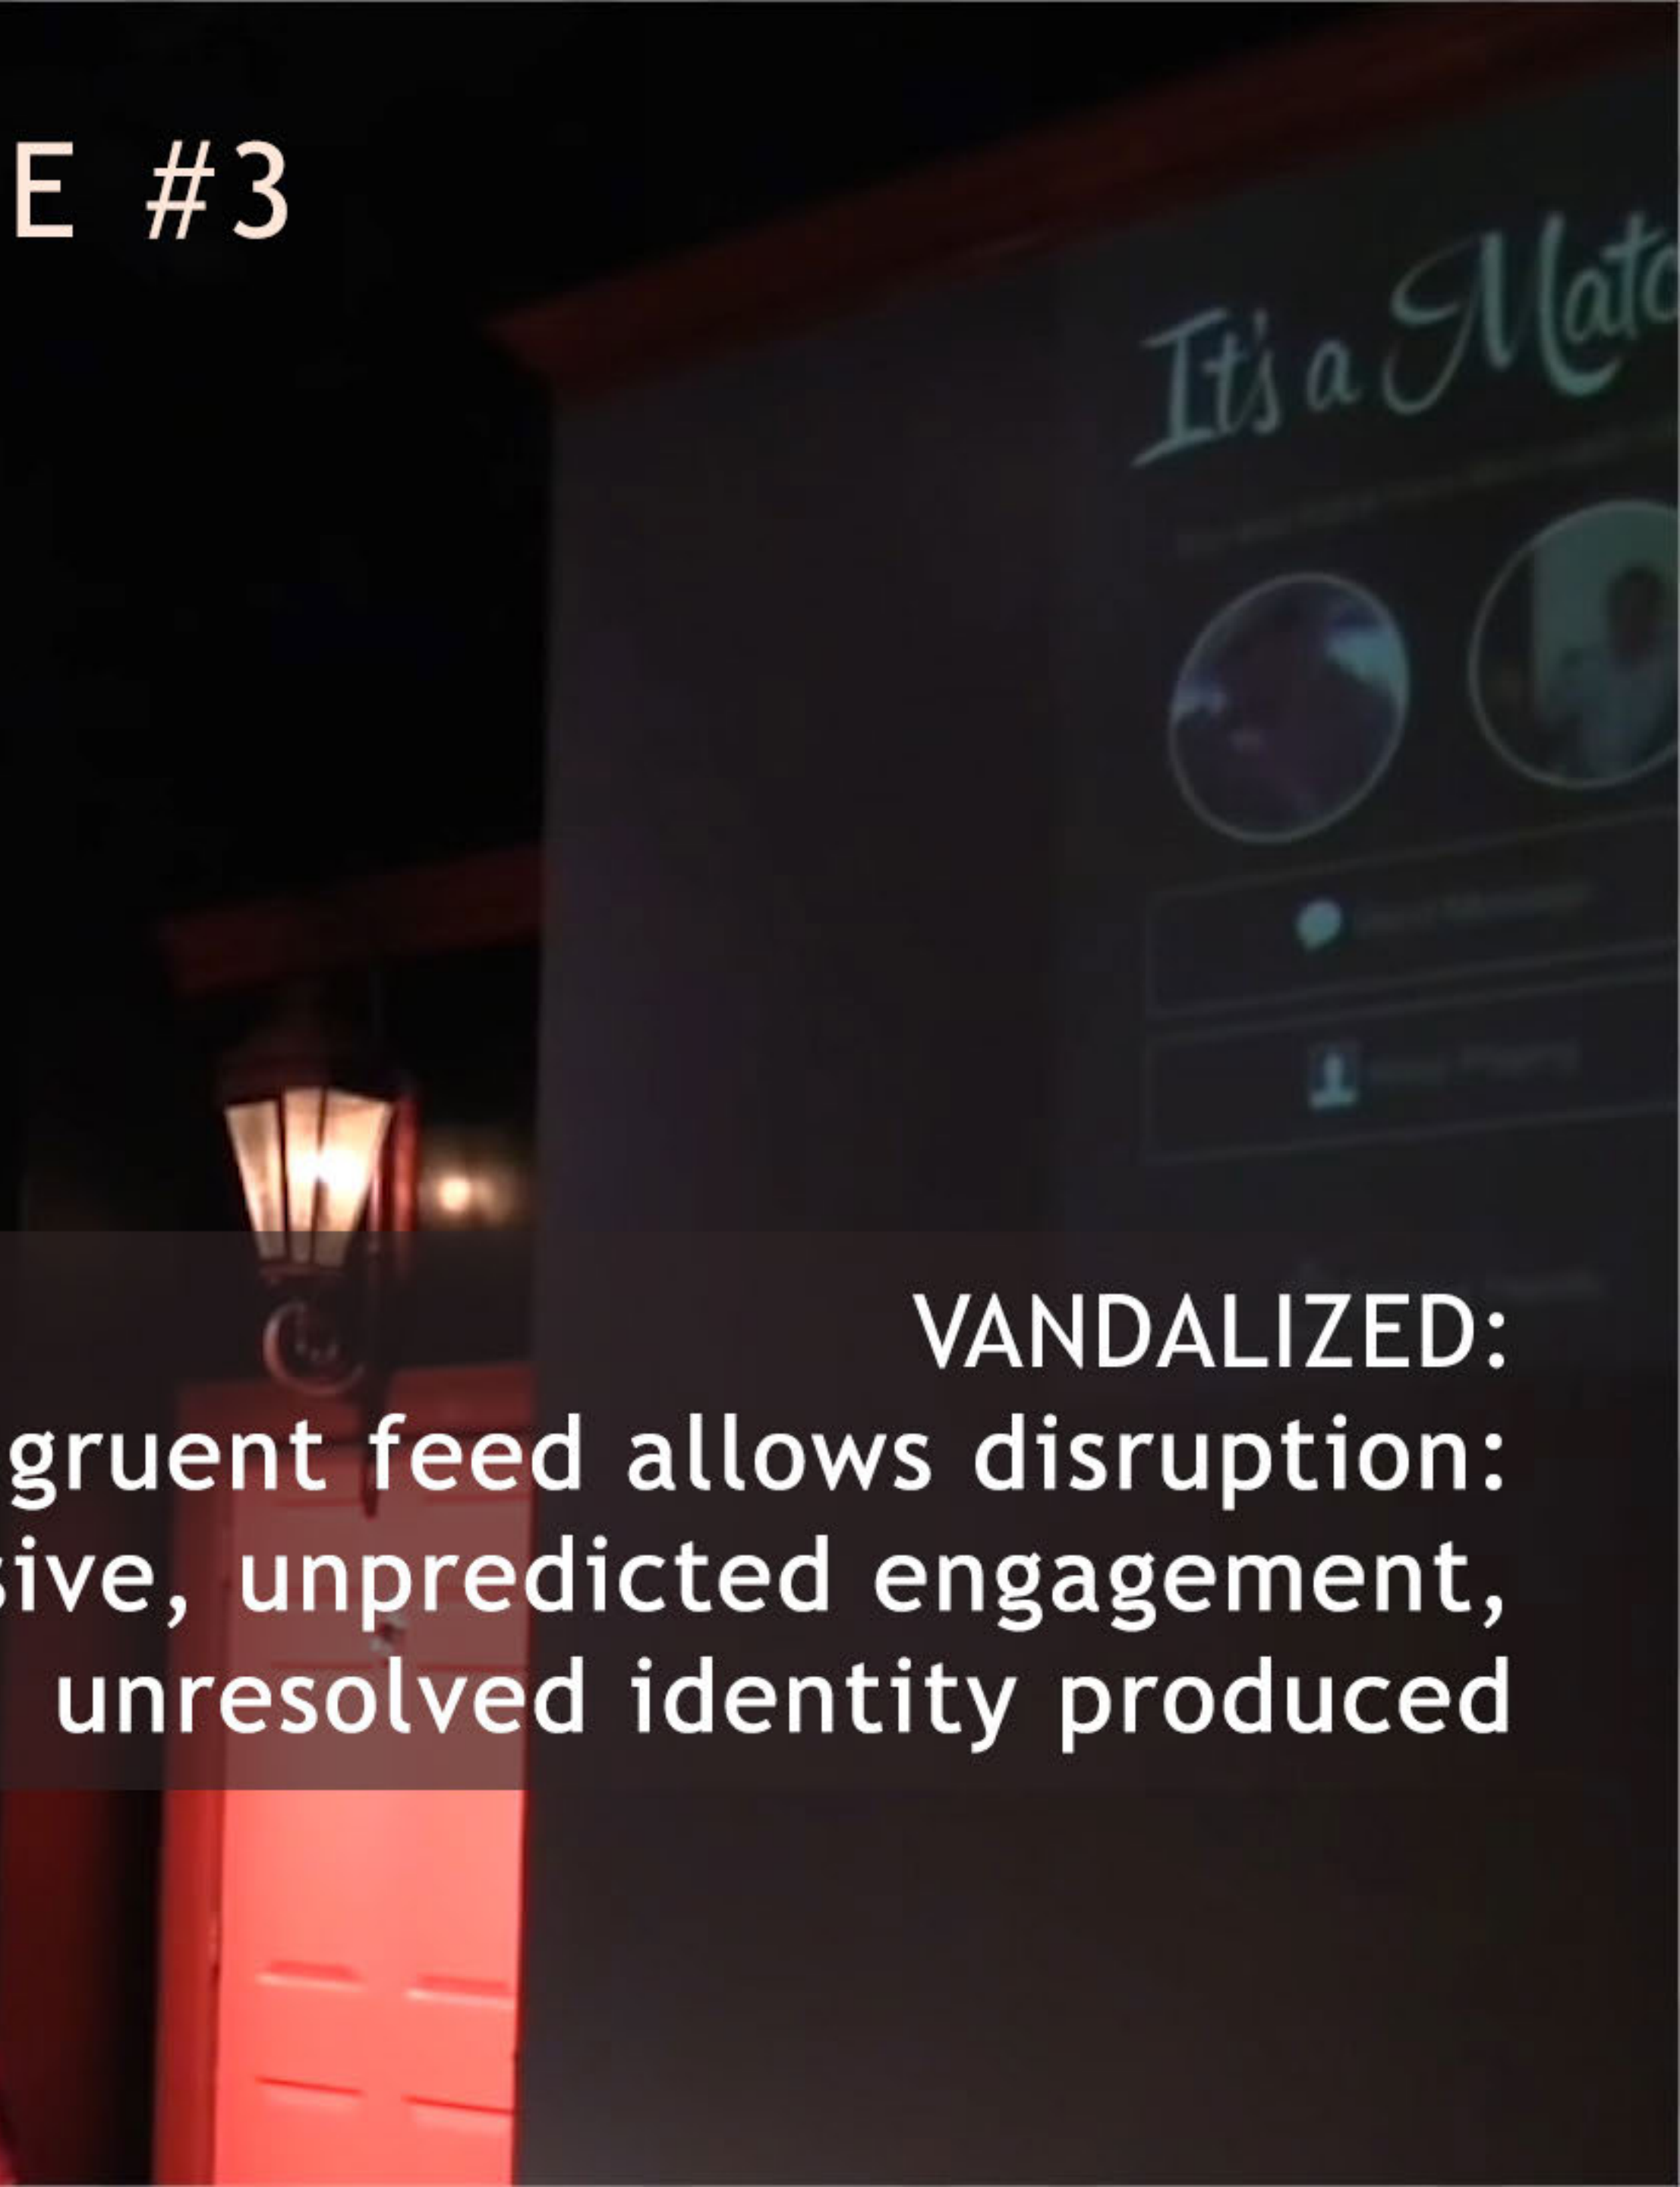 E #3
It's a Matc
VANDALIZED:
gruent feed allows disruption:
sive, unpredicted engagement,
unresolved identity produced